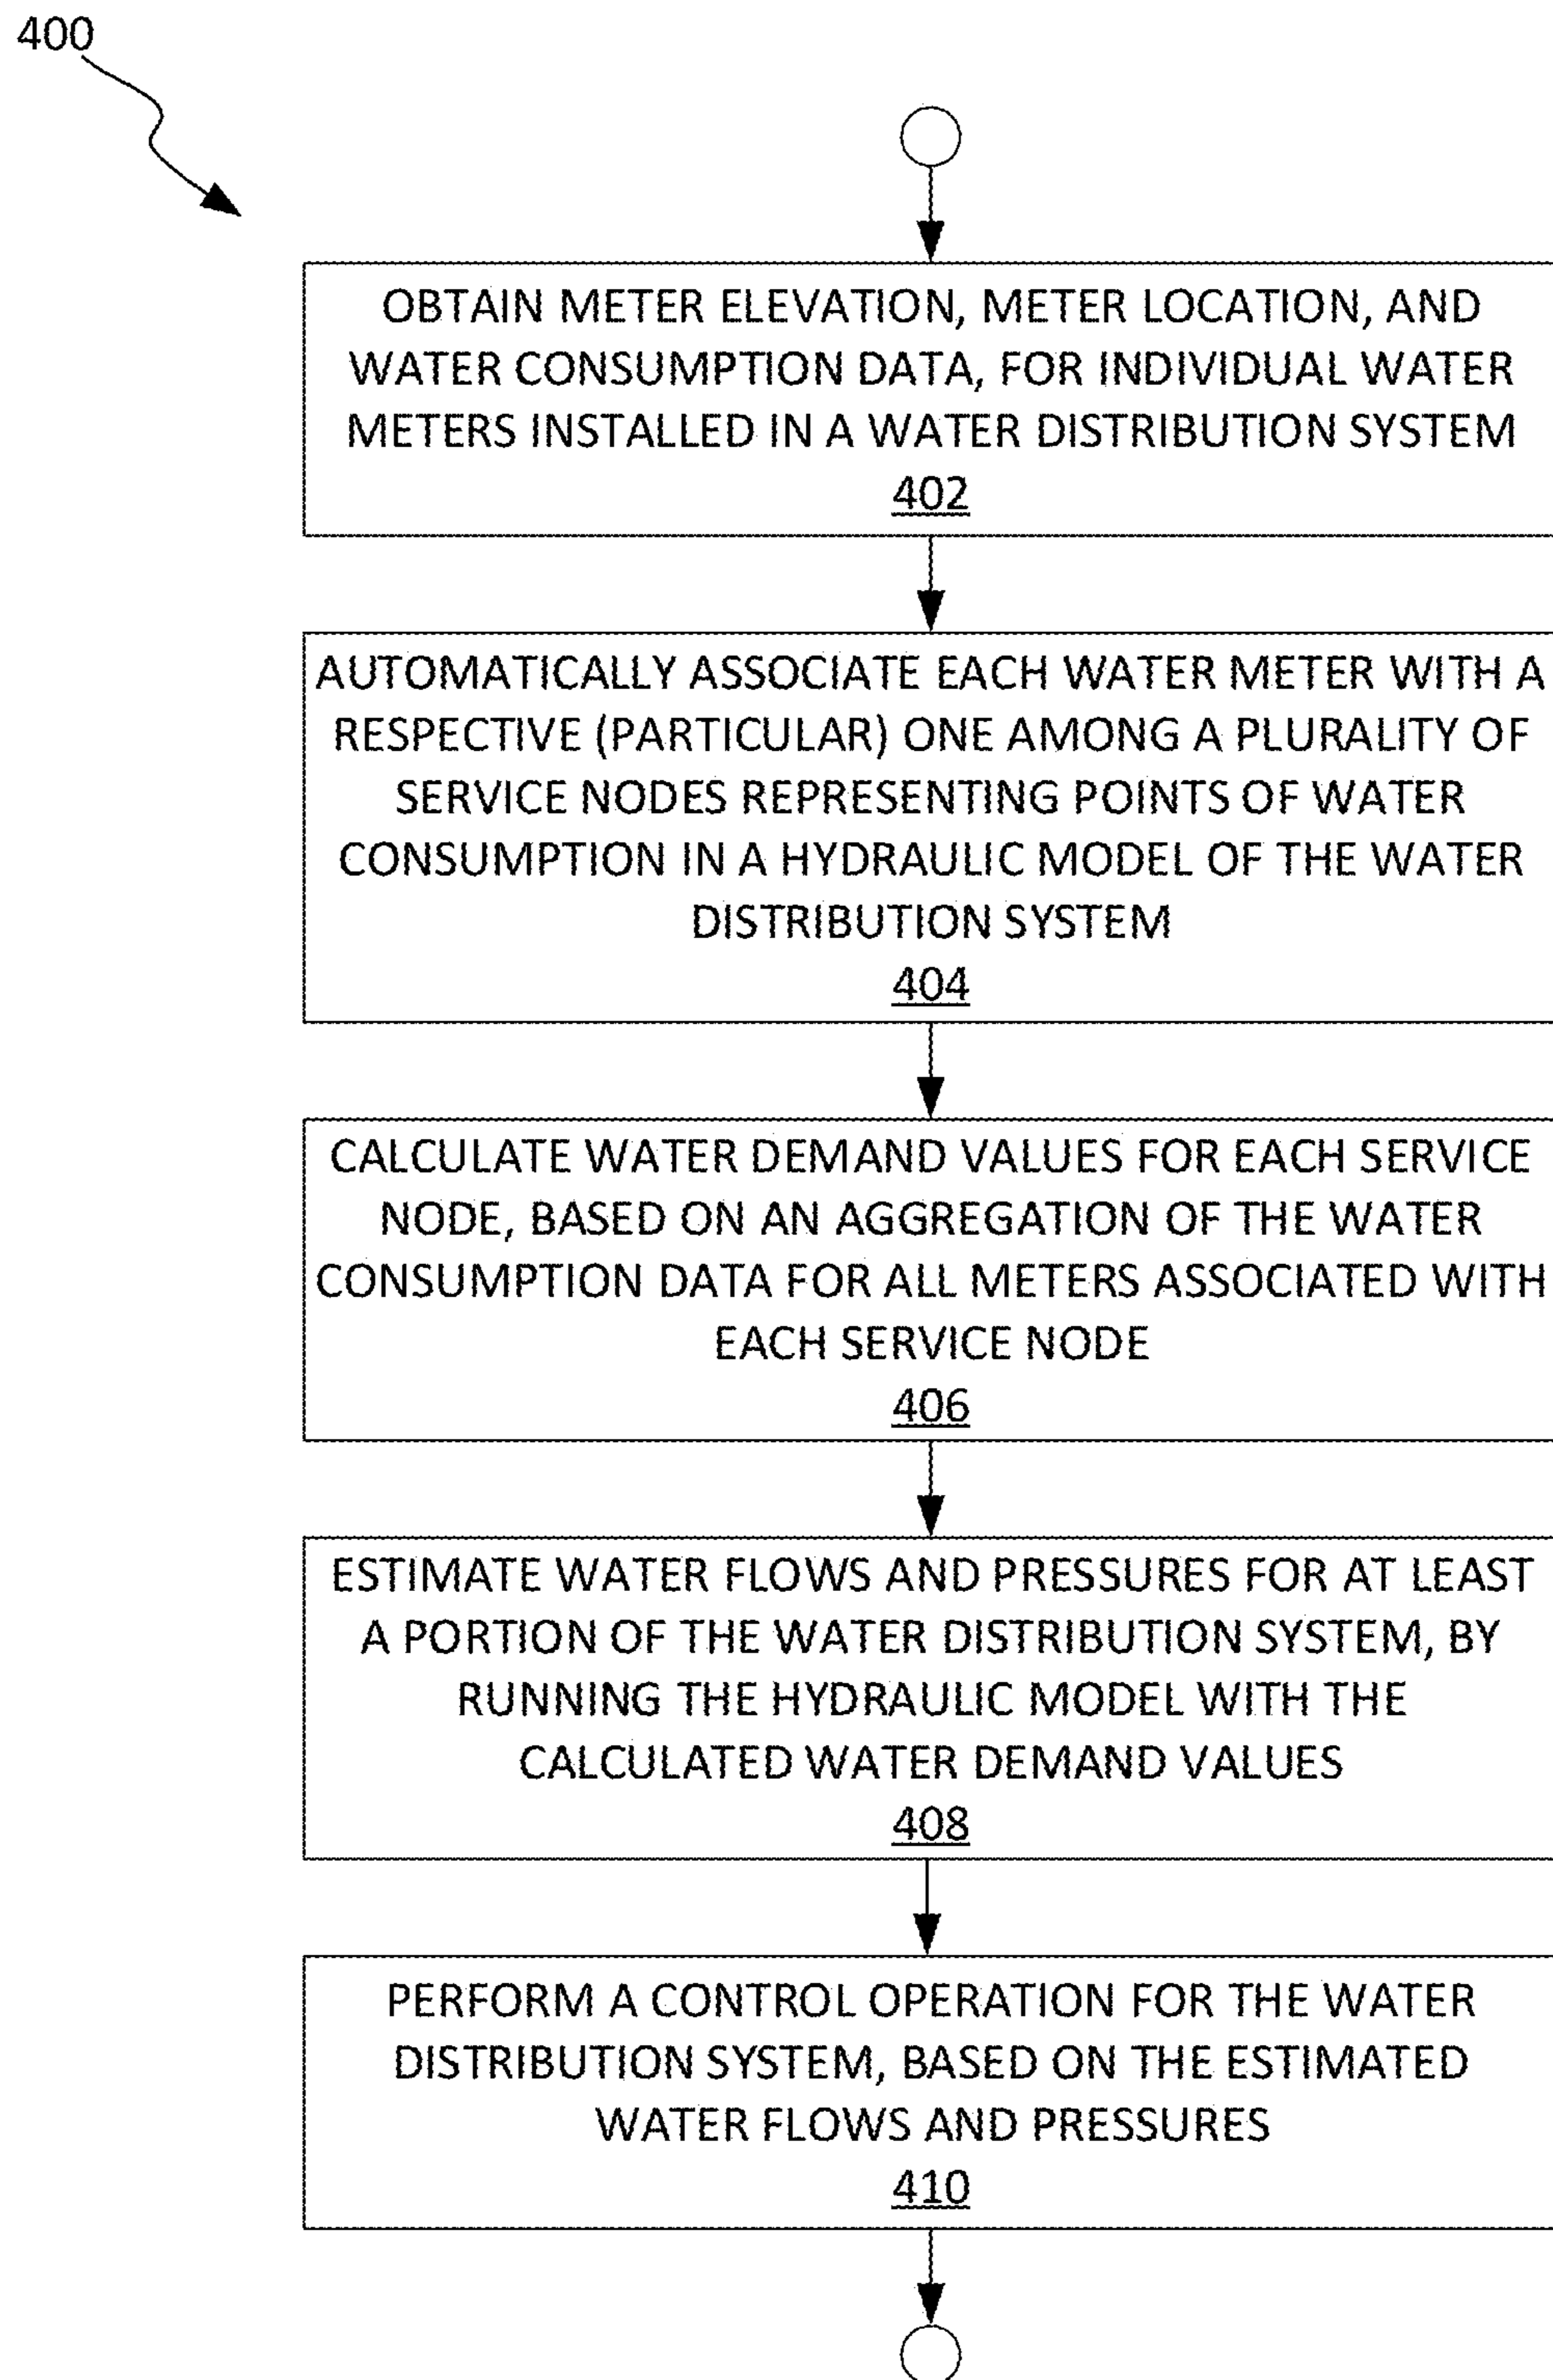 400
OBTAIN METER ELEVATION, METER LOCATION, AND
WATER CONSUMPTION DATA, FOR INDIVIDUAL WATER
METERS INSTALLED IN A WATER DISTRIBUTION SYSTEM
402
AUTOMATICALLY ASSOCIATE EACH WATER METER WITH A
RESPECTIVE (PARTICULAR) ONE AMONG A PLURALITY OF
SERVICE NODES REPRESENTING POINTS OF WATER
CONSUMPTION IN A HYDRAULIC MODEL OF THE WATER
DISTRIBUTION SYSTEM
404
CALCULATE WATER DEMAND VALUES FOR EACH SERVICE
NODE, BASED ON AN AGGREGATION OF THE WATER
CONSUMPTION DATA FOR ALL METERS ASSOCIATED WITH
EACH SERVICE NODE
406
ESTIMATE WATER FLOWS AND PRESSURES FOR AT LEAST
A PORTION OF THE WATER DISTRIBUTION SYSTEM, BY
RUNNING THE HYDRAULIC MODEL WITH THE
CALCULATED WATER DEMAND VALUES
408
PERFORM A CONTROL OPERATION FOR THE WATER
DISTRIBUTION SYSTEM, BASED ON THE ESTIMATED
WATER FLOWS AND PRESSURES
410